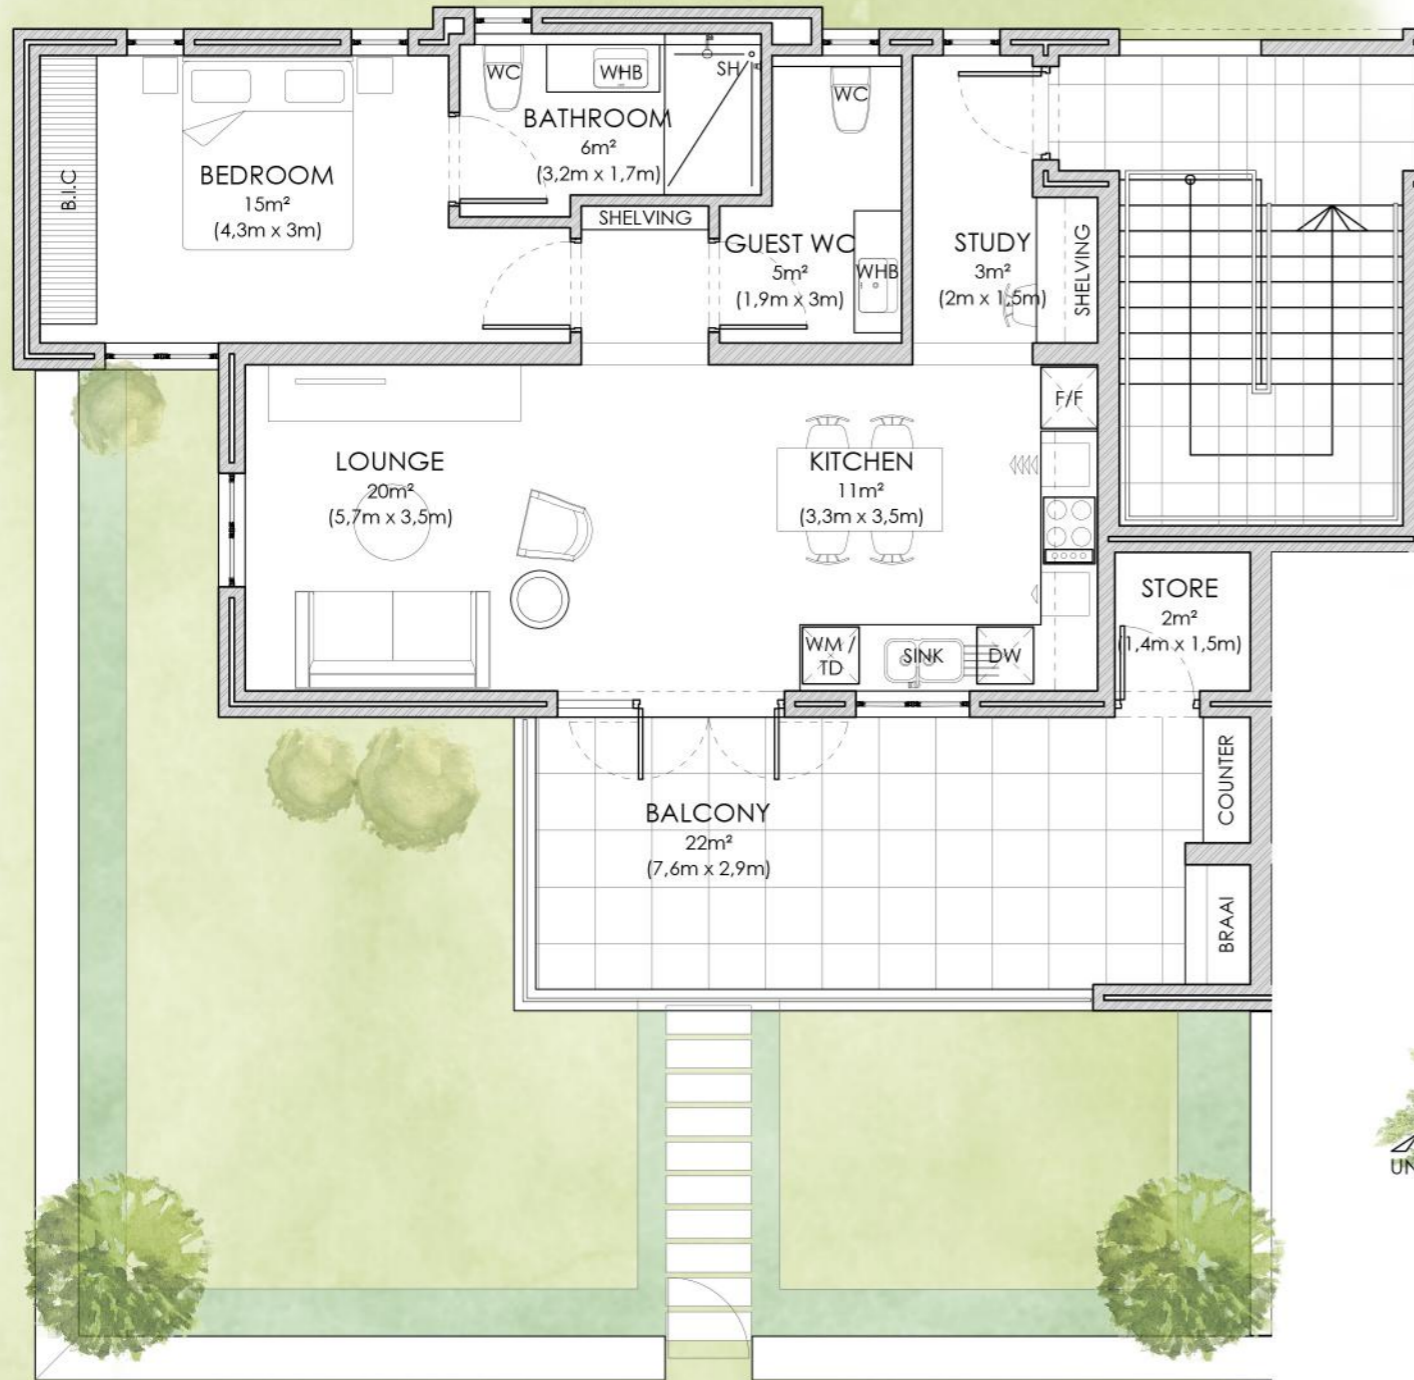 WC
WHB
SH
BATHROOM
6m²
(3,2m x 1,7m)
WC
B.I.C
BEDROOM
15m²
(4,3m x 3m)
SHELVING
GUEST WC
5m²
(1,9m x 3m)
WHB
STUDY
3m²
(2m x 1,5m)
SHELVING
F/F
LOUNGE
20m²
(5,7m x 3,5m)
KITCHEN
11m²
(3,3m x 3,5m)
STORE
2m²
(1,4m x 1,5m)
WM /
TD
SINK
DW
COUNTER
BALCONY
22m²
(7,6m x 2,9m)
BRAAI
UN